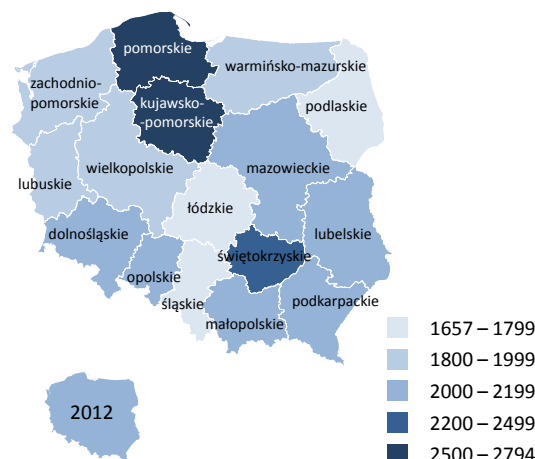 pomorskie
warmińsko-mazurskie
zachodnio-
pomorskie
kujawsko-
-pomorskie
podlaskie
wielkopolskie
mazowieckie
lubuskie
łódzkie
dolnośląskie
lubelskie
świętokrzyskie
opolskie
śląskie
podkarpackie
małopolskie
1657 – 1799
1800 – 1999
2000 – 2199
2200 – 2499
2500 – 2794
2012